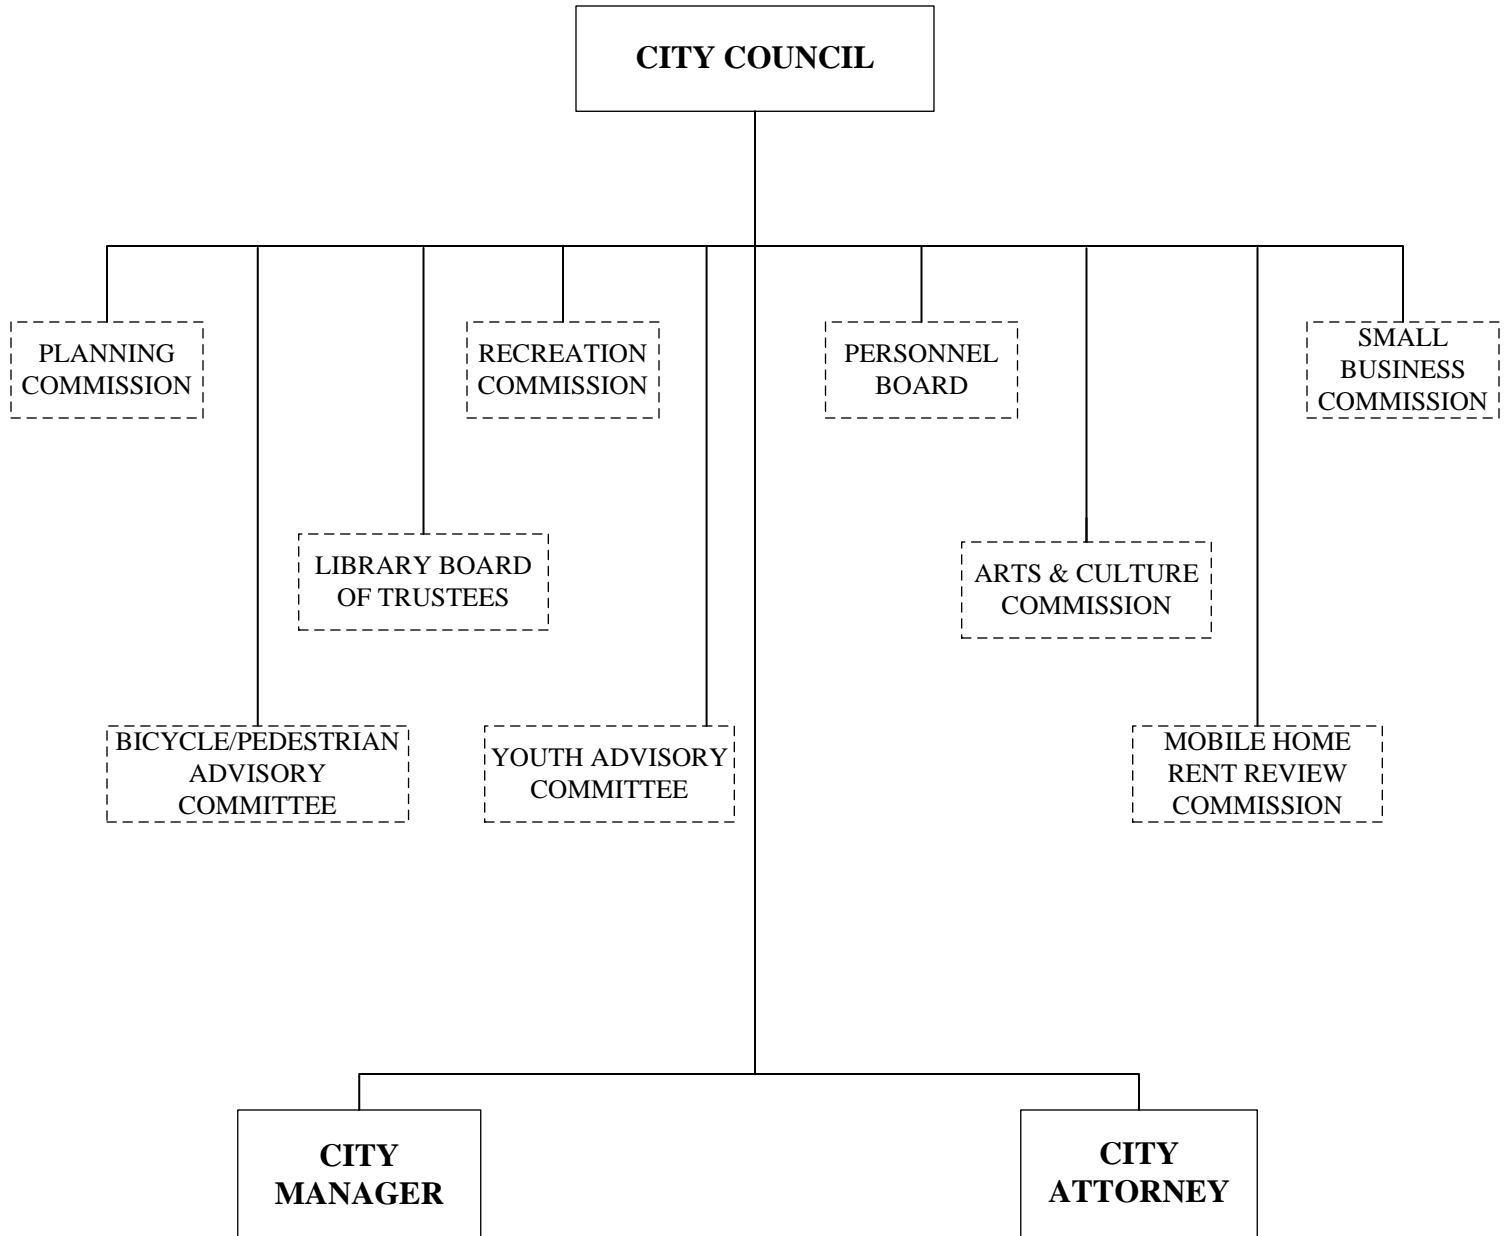 CITY COUNCIL
PLANNING
COMMISSION
RECREATION
COMMISSION
PERSONNEL
BOARD
SMALL
BUSINESS
COMMISSION
LIBRARY BOARD
OF TRUSTEES
ARTS & CULTURE
COMMISSION
BICYCLE/PEDESTRIAN
ADVISORY
COMMITTEE
YOUTH ADVISORY
COMMITTEE
MOBILE HOME
RENT REVIEW
COMMISSION
CITY
MANAGER
CITY
ATTORNEY